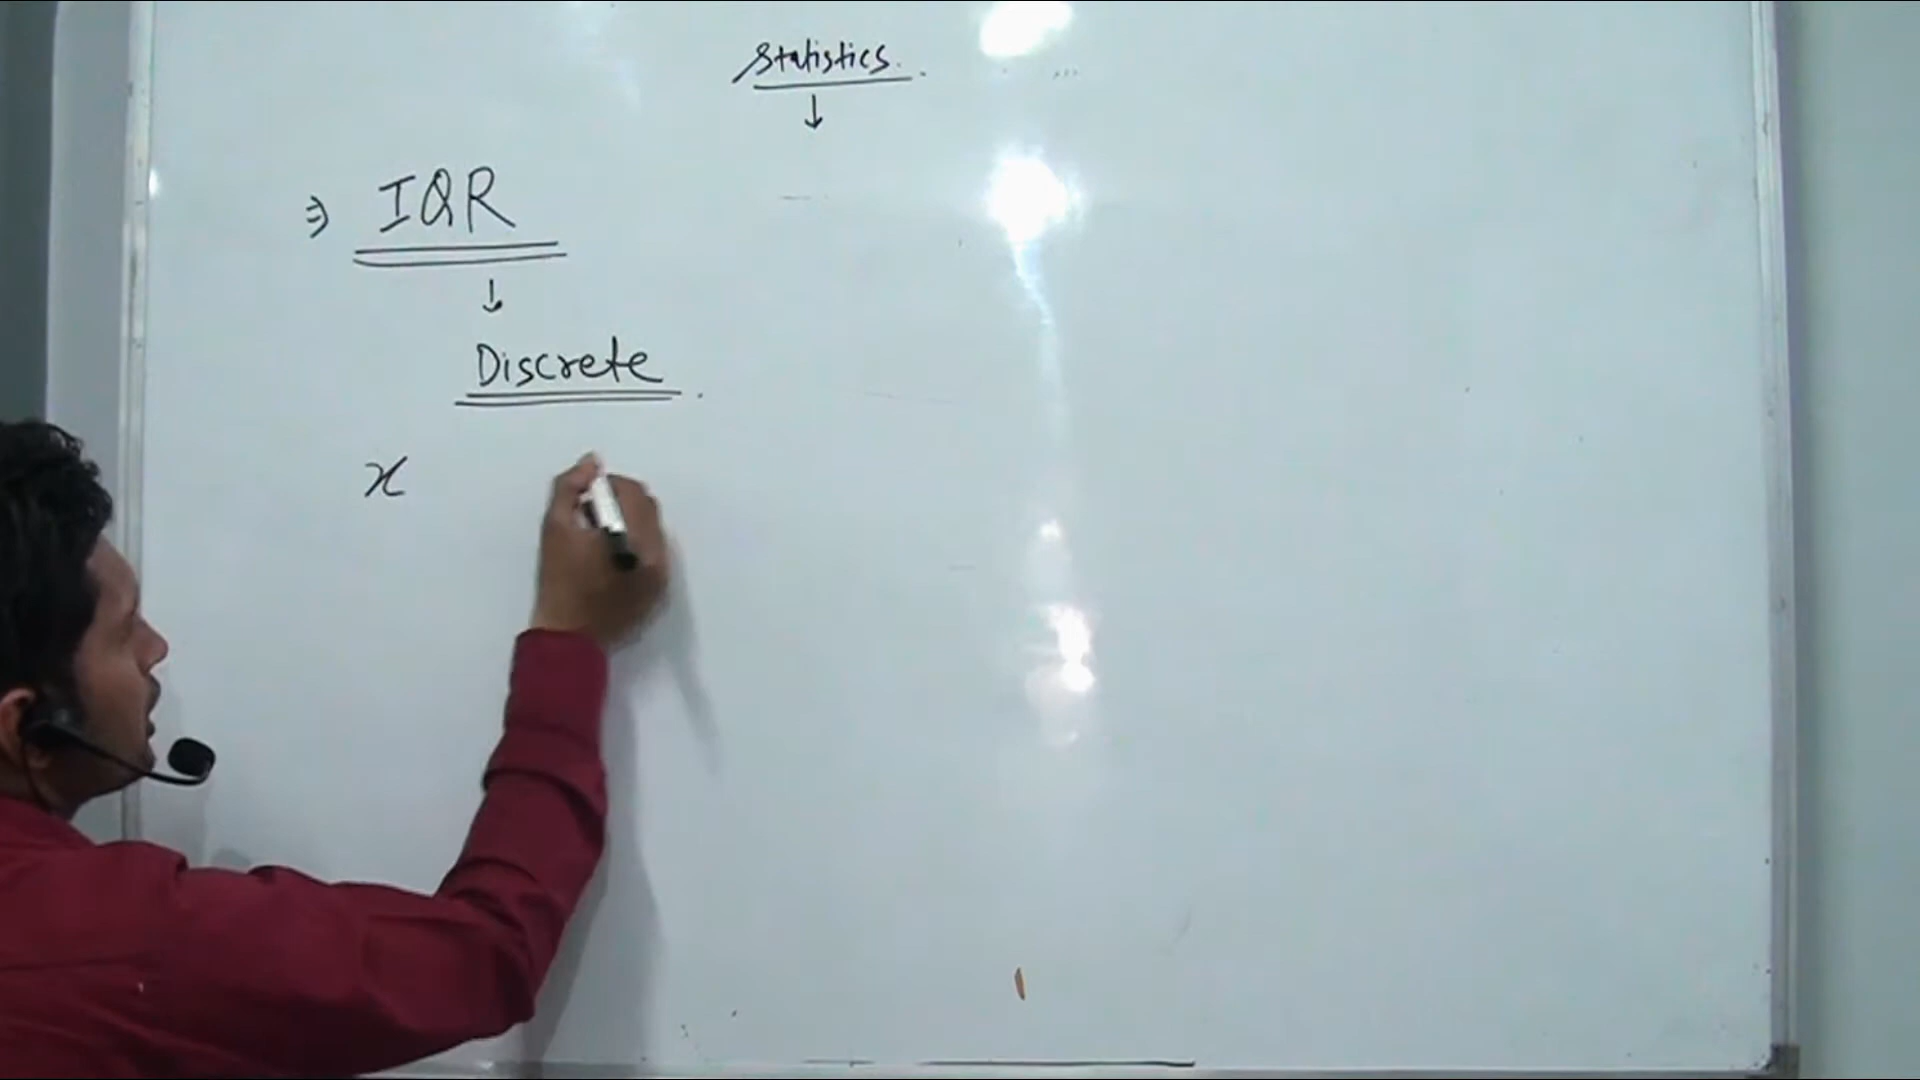 Statistics.
↓
⇒ IQR
↓
Discrete.
x